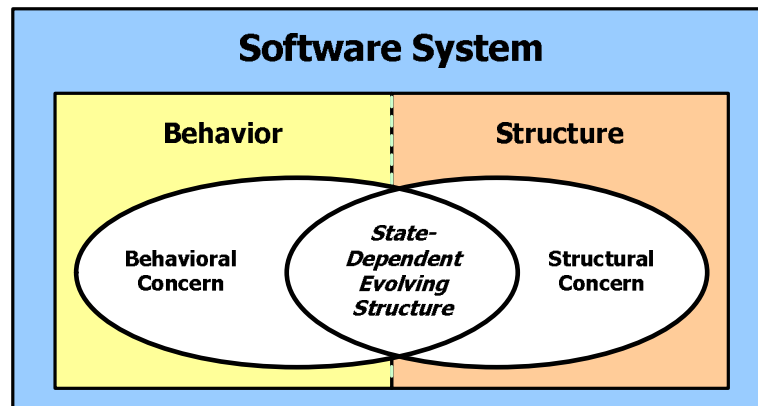 Software System
Behavior
Structure
Behavioral
Concern
State-
Dependent
Evolving
Structure
Structural
Concern